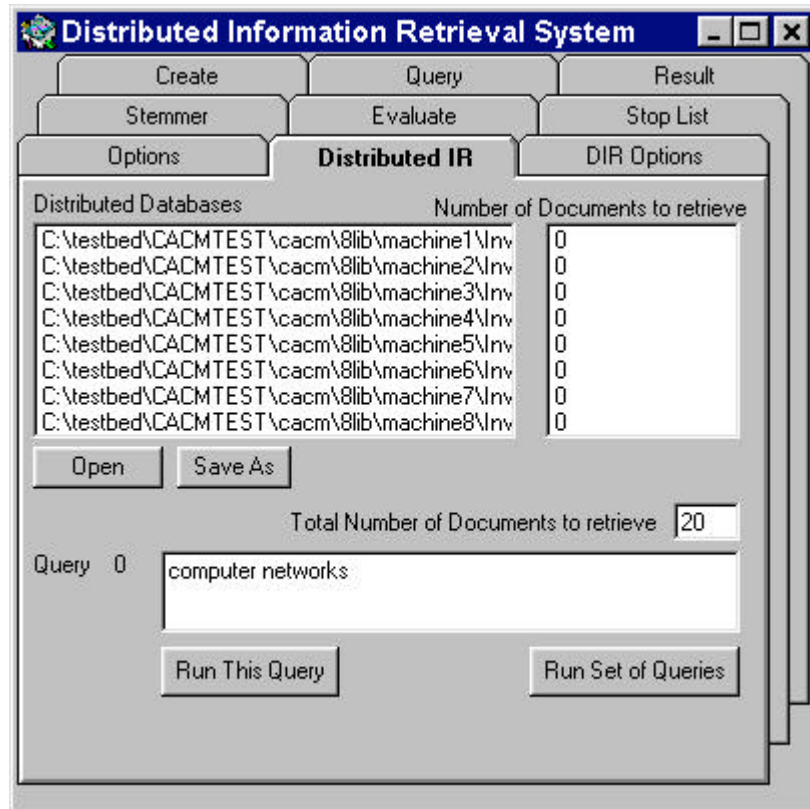 Distributed Information Retrieval System
Create Query Result
Stemmer Evaluate Stop List
Options Distributed IR DIR Options
Distributed Databases Number of Documents to retrieve
C:\testbed\CACMTEST\cacm\8lib\machine1\Inv 0
C:\testbed\CACMTEST\cacm\8lib\machine2\Inv 0
C:\testbed\CACMTEST\cacm\8lib\machine3\Inv 0
C:\testbed\CACMTEST\cacm\8lib\machine4\Inv 0
C:\testbed\CACMTEST\cacm\8lib\machine5\Inv 0
C:\testbed\CACMTEST\cacm\8lib\machine6\Inv 0
C:\testbed\CACMTEST\cacm\8lib\machine7\Inv 0
C:\testbed\CACMTEST\cacm\8lib\machine8\Inv 0
Open Save As
Total Number of Documents to retrieve 20
Query 0 computer networks
Run This Query Run Set of Queries